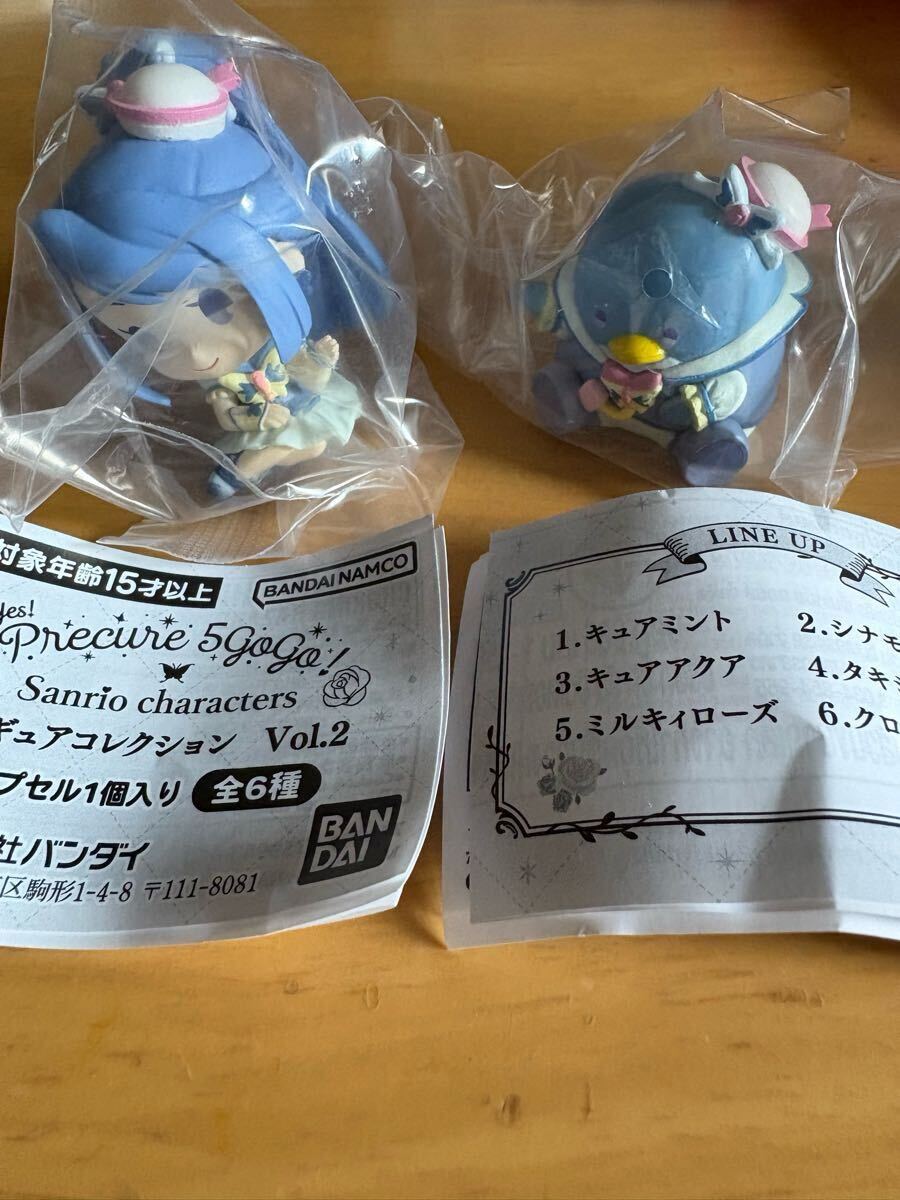 対象年齢15才以上
BANDAI NAMCO
Yes!
Precure 5GoGo!
Sanrio characters
ギュアコレクション Vol.2
プセル1個入り 全6種
社バンダイ
BAN
DAI
区駒形1-4-8 〒111-8081
LINE UP
1.キュアミント 2.シナモ
3.キュアアクア 4.タキ
5.ミルキィローズ 6.クロ